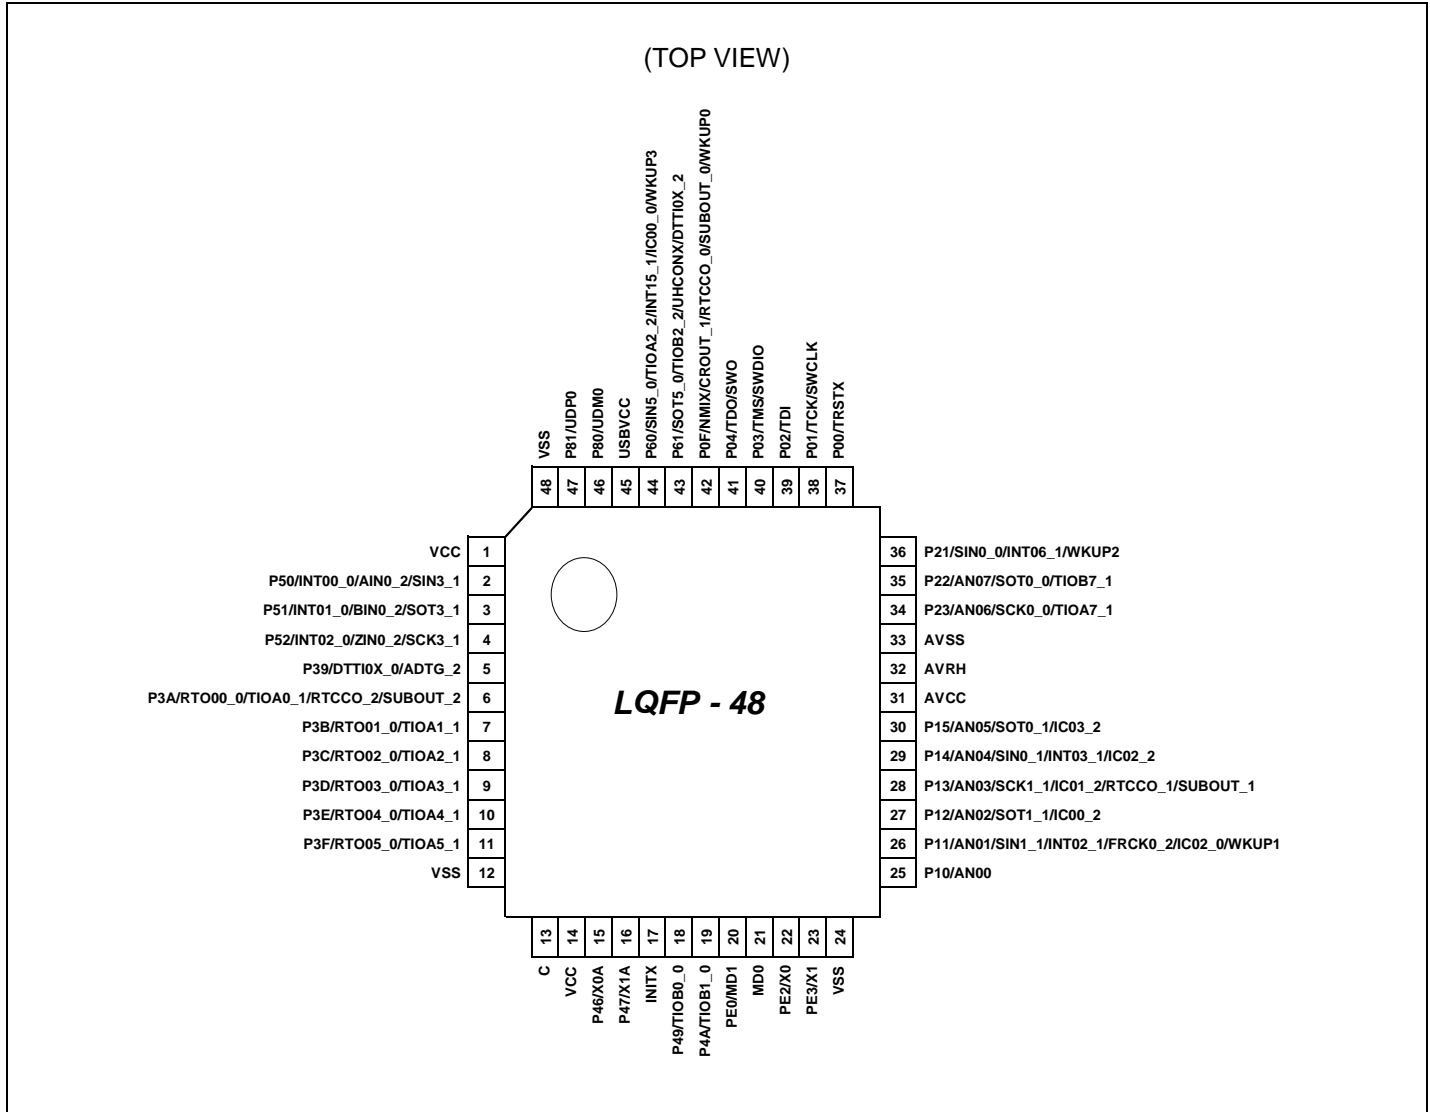 (TOP VIEW)
VSS
P81/UDP0
P80/UDM0
USBVCC
P60/SIN5_0/TIOA2_2/INT15_1/IC00_0/WKUP3
P61/SOT5_0/TIOB2_2/UHCONX/DTTI0X_2
P0F/NMIX/CROUT_1/RTCCO_0/SUBOUT_0/WKUP0
P04/TDO/SWO
P03/TMS/SWDIO
P02/TDI
P01/TCK/SWCLK
P00/TRSTX
48 47 46 45 44 43 42 41 40 39 38 37
VCC 1
P50/INT00_0/AIN0_2/SIN3_1 2
P51/INT01_0/BIN0_2/SOT3_1 3
P52/INT02_0/ZIN0_2/SCK3_1 4
P39/DTTI0X_0/ADTG_2 5
P3A/RTO00_0/TIOA0_1/RTCCO_2/SUBOUT_2 6
P3B/RTO01_0/TIOA1_1 7
P3C/RTO02_0/TIOA2_1 8
P3D/RTO03_0/TIOA3_1 9
P3E/RTO04_0/TIOA4_1 10
P3F/RTO05_0/TIOA5_1 11
VSS 12
LQFP - 48
36 P21/SIN0_0/INT06_1/WKUP2
35 P22/AN07/SOT0_0/TIOB7_1
34 P23/AN06/SCK0_0/TIOA7_1
33 AVSS
32 AVRH
31 AVCC
30 P15/AN05/SOT0_1/IC03_2
29 P14/AN04/SIN0_1/INT03_1/IC02_2
28 P13/AN03/SCK1_1/IC01_2/RTCCO_1/SUBOUT_1
27 P12/AN02/SOT1_1/IC00_2
26 P11/AN01/SIN1_1/INT02_1/FRCK0_2/IC02_0/WKUP1
25 P10/AN00
13 14 15 16 17 18 19 20 21 22 23 24
C
VCC
P46/X0A
P47/X1A
INITX
P49/TIOB0_0
P4A/TIOB1_0
PE0/MD1
MD0
PE2/X0
PE3/X1
VSS